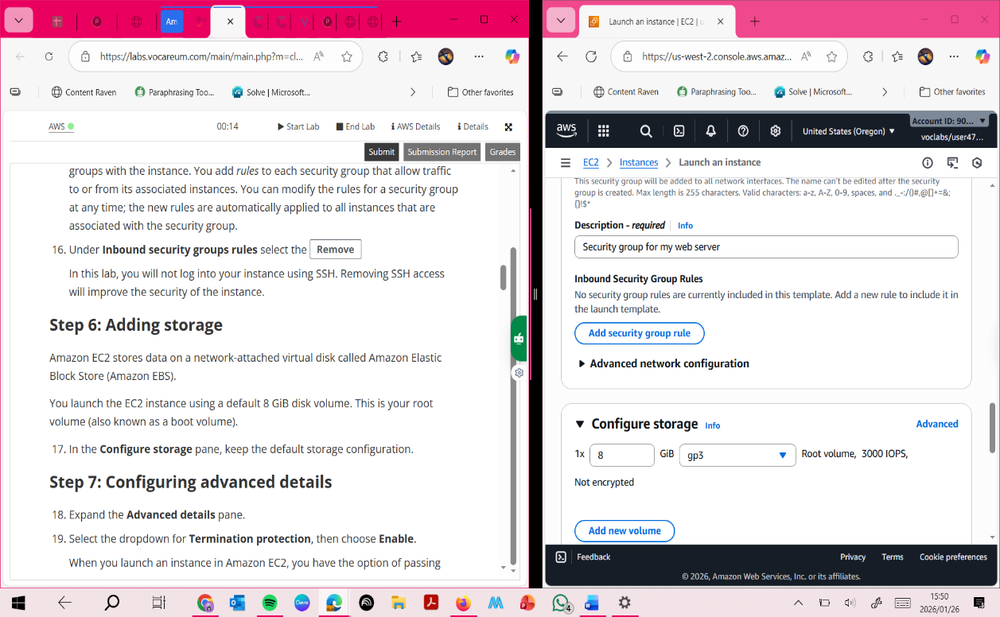 Am
Launch an instance | EC2 | u
https://labs.vocareum.com/main/main.php?m=cl...
https://us-west-2.console.aws.amaz...
Content Raven
Paraphrasing Too...
Solve | Microsoft...
Other favorites
Content Raven
Paraphrasing Too...
Solve | Microsoft...
Other favorites
AWS
00:14
Start Lab
End Lab
AWS Details
Details
Submit
Submission Report
Grades
groups with the instance. You add rules to each security group that allow traffic
to or from its associated instances. You can modify the rules for a security group
at any time; the new rules are automatically applied to all instances that are
associated with the security group.
16. Under Inbound security groups rules select the Remove
In this lab, you will not log into your instance using SSH. Removing SSH access
will improve the security of the instance.
Step 6: Adding storage
Amazon EC2 stores data on a network-attached virtual disk called Amazon Elastic
Block Store (Amazon EBS).
You launch the EC2 instance using a default 8 GiB disk volume. This is your root
volume (also known as a boot volume).
17. In the Configure storage pane, keep the default storage configuration.
Step 7: Configuring advanced details
18. Expand the Advanced details pane.
19. Select the dropdown for Termination protection, then choose Enable.
When you launch an instance in Amazon EC2, you have the option of passing
aws
United States (Oregon)
Account ID: 90...
voclabs/user47...
EC2
Instances
Launch an instance
This security group will be added to all network interfaces. The name can't be edited after the security
group is created. Max length is 255 characters. Valid characters: a-z, A-Z, 0-9, spaces, and ._-:/()#,@[]+=&;
{}!$*
Description - required
Info
Security group for my web server
Inbound Security Group Rules
No security group rules are currently included in this template. Add a new rule to include it in
the launch template.
Add security group rule
Advanced network configuration
Configure storage
Info
Advanced
1x
8
GiB
gp3
Root volume, 3000 IOPS,
Not encrypted
Add new volume
Feedback
Privacy
Terms
Cookie preferences
© 2026, Amazon Web Services, Inc. or its affiliates.
Canva
4
15:50
2026/01/26